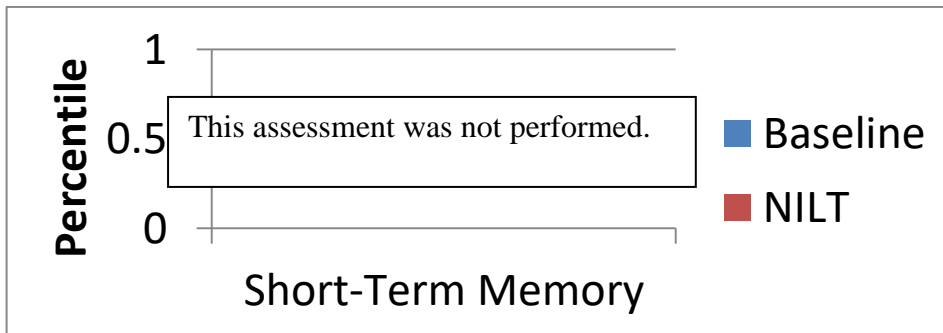 Percentile
1
0.5
0
This assessment was not performed.
Baseline
NILT
Short-Term Memory